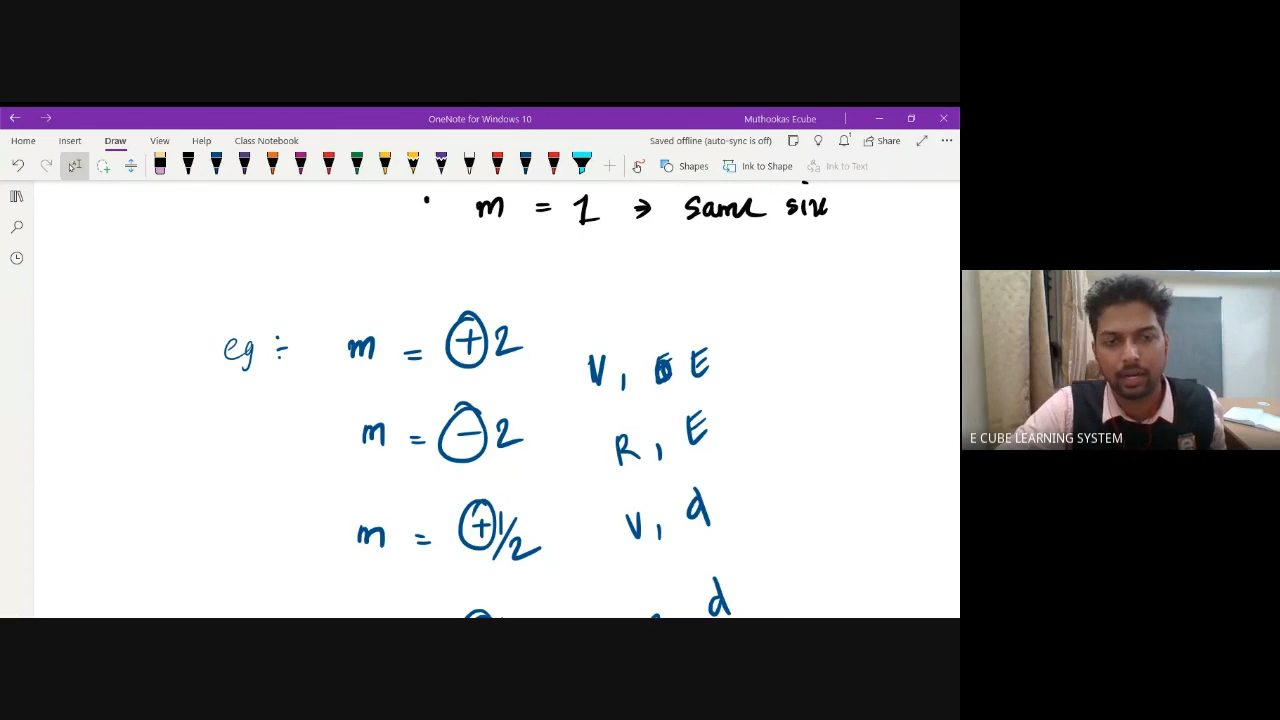 OneNote for Windows 10
Muthookas Ecube
Home Insert Draw View Help Class Notebook
Saved offline (auto-sync is off) Share
Shapes Ink to Shape Ink to Text
. m = 1 → same size
eg ÷ m = + 2 V, E
m = - 2 R, E
m = + 1/2 V, d
d
E CUBE LEARNING SYSTEM